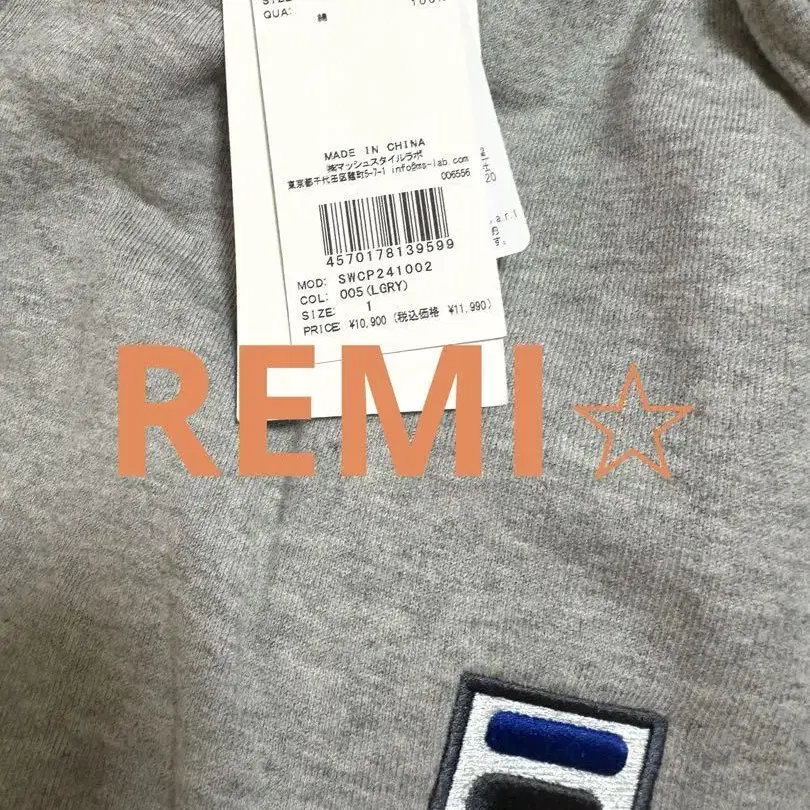 QUA: 綿
MADE IN CHINA
㈱マッシュスタイルラボ
東京都千代田区麹町5-7-1 info@ms-lab.com
006556
4570178139599
MOD: SWCP241002
COL: 005(LGRY)
SIZE: 1
PRICE: ¥10,900 (税込価格 ¥11,990)
20
す。
REMI☆